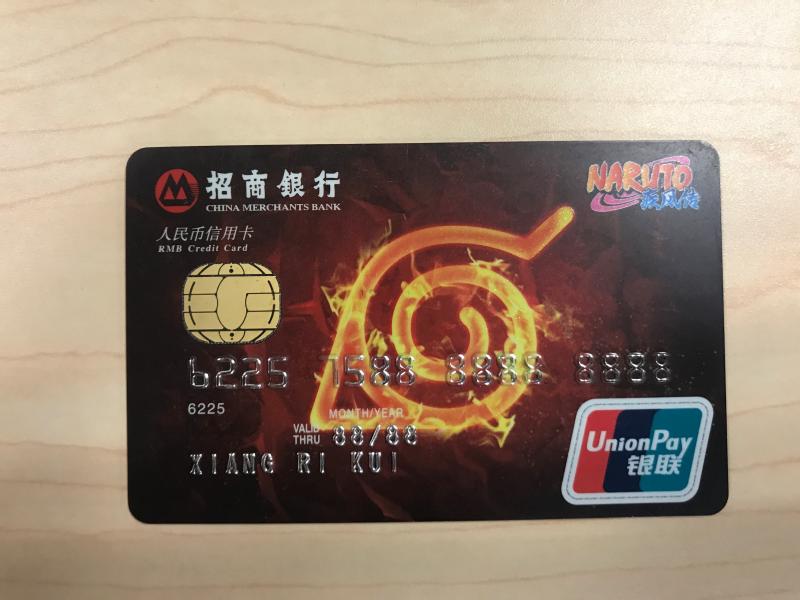 招商銀行
CHINA MERCHANTS BANK
NARUTO
疾风传
人民币信用卡
RMB Credit Card
6225 7588 8888 8888
6225
MONTH/YEAR
VALID THRU 88/88
XIANG RI KUI
UnionPay
银联